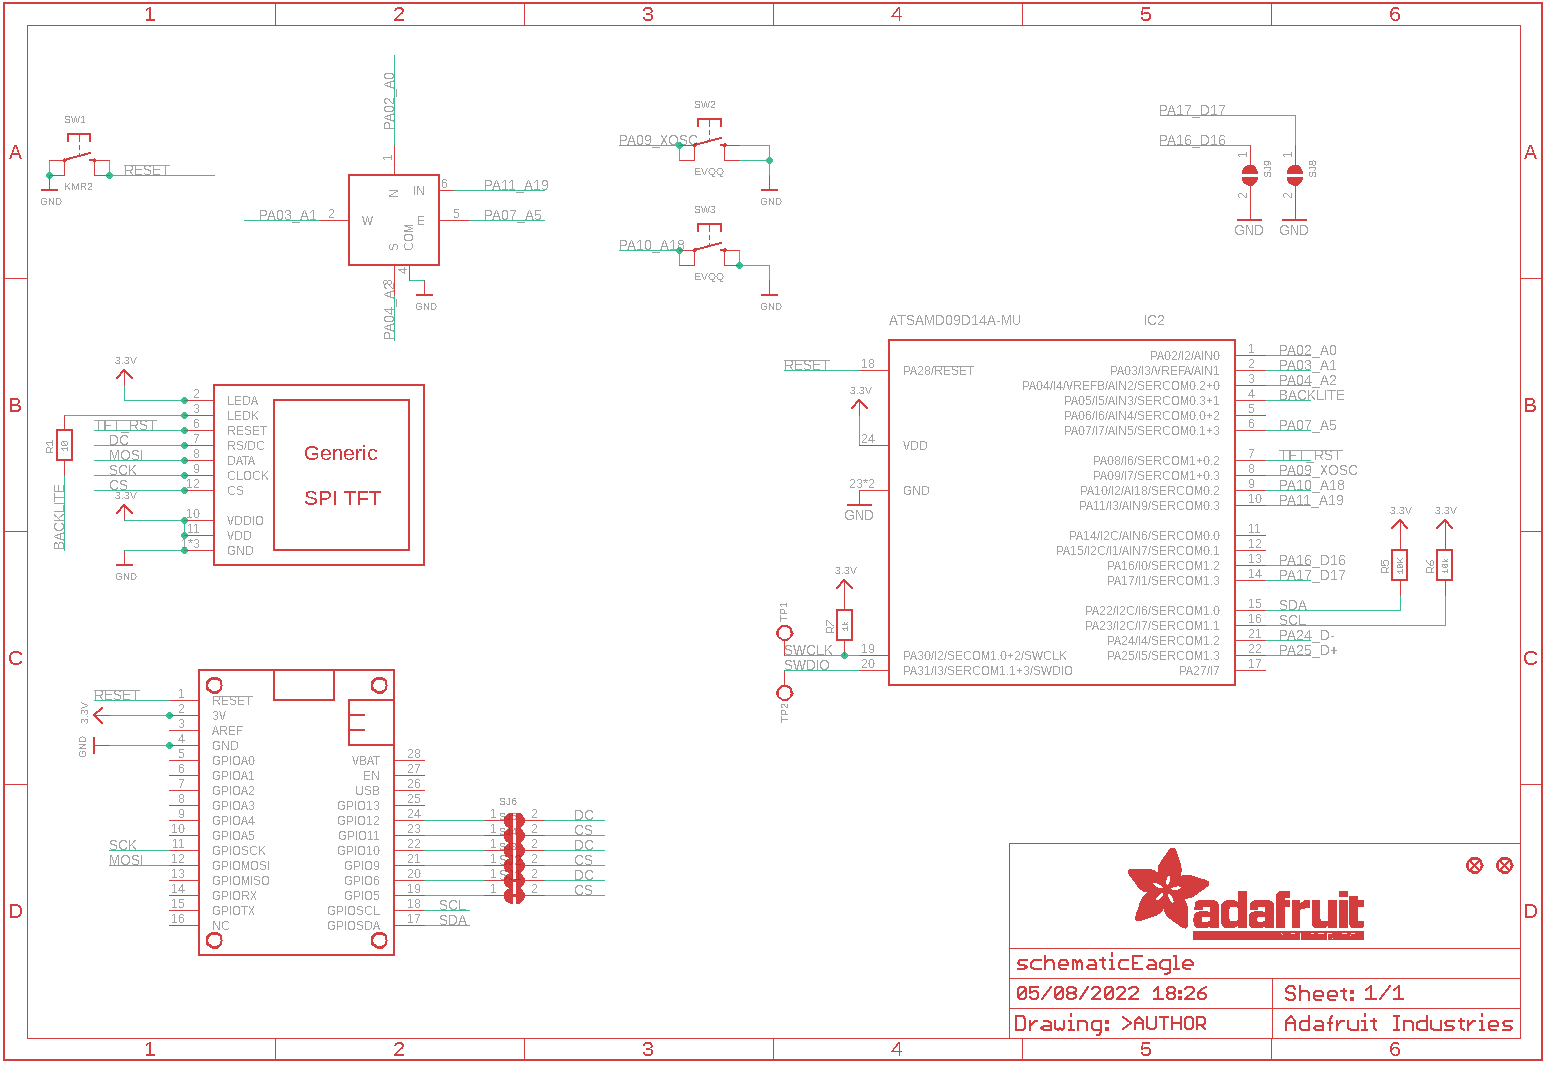 1 2 3 4 5 6
A A
B B
C C
D D
SW1
RESET
KMR2
GND
PA02_A0
1
N IN 6 PA11_A19
PA03_A1 2 W E 5 PA07_A5
S COM
3 4
PA04_A2
GND
SW2
PA09_XOSC
EVQQ
GND
SW3
PA10_A18
EVQQ
GND
PA17_D17
PA16_D16
1 SJ9 1 SJ8
2 2
GND GND
3.3V
2 LEDA
3 LEDK
TFT_RST 6 RESET
DC 7 RS/DC
MOSI 8 DATA
SCK 9 CLOCK
CS 12 CS
3.3V
10 VDDIO
11 VDD
*3 GND
GND
R1 10
BACKLITE
Generic
SPI TFT
ATSAMD09D14A-MU IC2
RESET 18 PA28/RESET
3.3V
24 VDD
23*2 GND
GND
3.3V
R7 1k
TP1
SWCLK 19 PA30/I2/SECOM1.0+2/SWCLK
SWDIO 20 PA31/I3/SERCOM1.1+3/SWDIO
TP2
PA02/I2/AIN0 1 PA02_A0
PA03/I3/VREFA/AIN1 2 PA03_A1
PA04/I4/VREFB/AIN2/SERCOM0.2+0 3 PA04_A2
PA05/I5/AIN3/SERCOM0.3+1 4 BACKLITE
PA06/I6/AIN4/SERCOM0.0+2 5
PA07/I7/AIN5/SERCOM0.1+3 6 PA07_A5
PA08/I6/SERCOM1+0.2 7 TFT_RST
PA09/I7/SERCOM1+0.3 8 PA09_XOSC
PA10/I2/AI18/SERCOM0.2 9 PA10_A18
PA11/I3/AIN9/SERCOM0.3 10 PA11_A19
PA14/I2C/AIN6/SERCOM0.0 11
PA15/I2C/I1/AIN7/SERCOM0.1 12
PA16/I0/SERCOM1.2 13 PA16_D16
PA17/I1/SERCOM1.3 14 PA17_D17
PA22/I2C/I6/SERCOM1.0 15 SDA
PA23/I2C/I7/SERCOM1.1 16 SCL
PA24/I4/SERCOM1.2 21 PA24_D-
PA25/I5/SERCOM1.3 22 PA25_D+
PA27/I7 17
3.3V 3.3V
R5 10K R6 10k
RESET 1 RESET
3.3V 2 3V
3 AREF
GND 4 GND
5 GPIOA0
6 GPIOA1
7 GPIOA2
8 GPIOA3
9 GPIOA4
10 GPIOA5
SCK 11 GPIOSCK
MOSI 12 GPIOMOSI
13 GPIOMISO
14 GPIORX
15 GPIOTX
16 NC
VBAT 28
EN 27
USB 26
GPIO13 25
SJ6
GPIO12 24 1 2 DC
GPIO11 23 1 2 CS
GPIO10 22 1 2 DC
GPIO9 21 1 2 CS
GPIO6 20 1 2 DC
GPIO5 19 1 2 CS
GPIOSCL 18 SCL
GPIOSDA 17 SDA
adafruit
schematicEagle
05/08/2022 18:26 Sheet: 1/1
Drawing: >AUTHOR Adafruit Industries
1 2 3 4 5 6